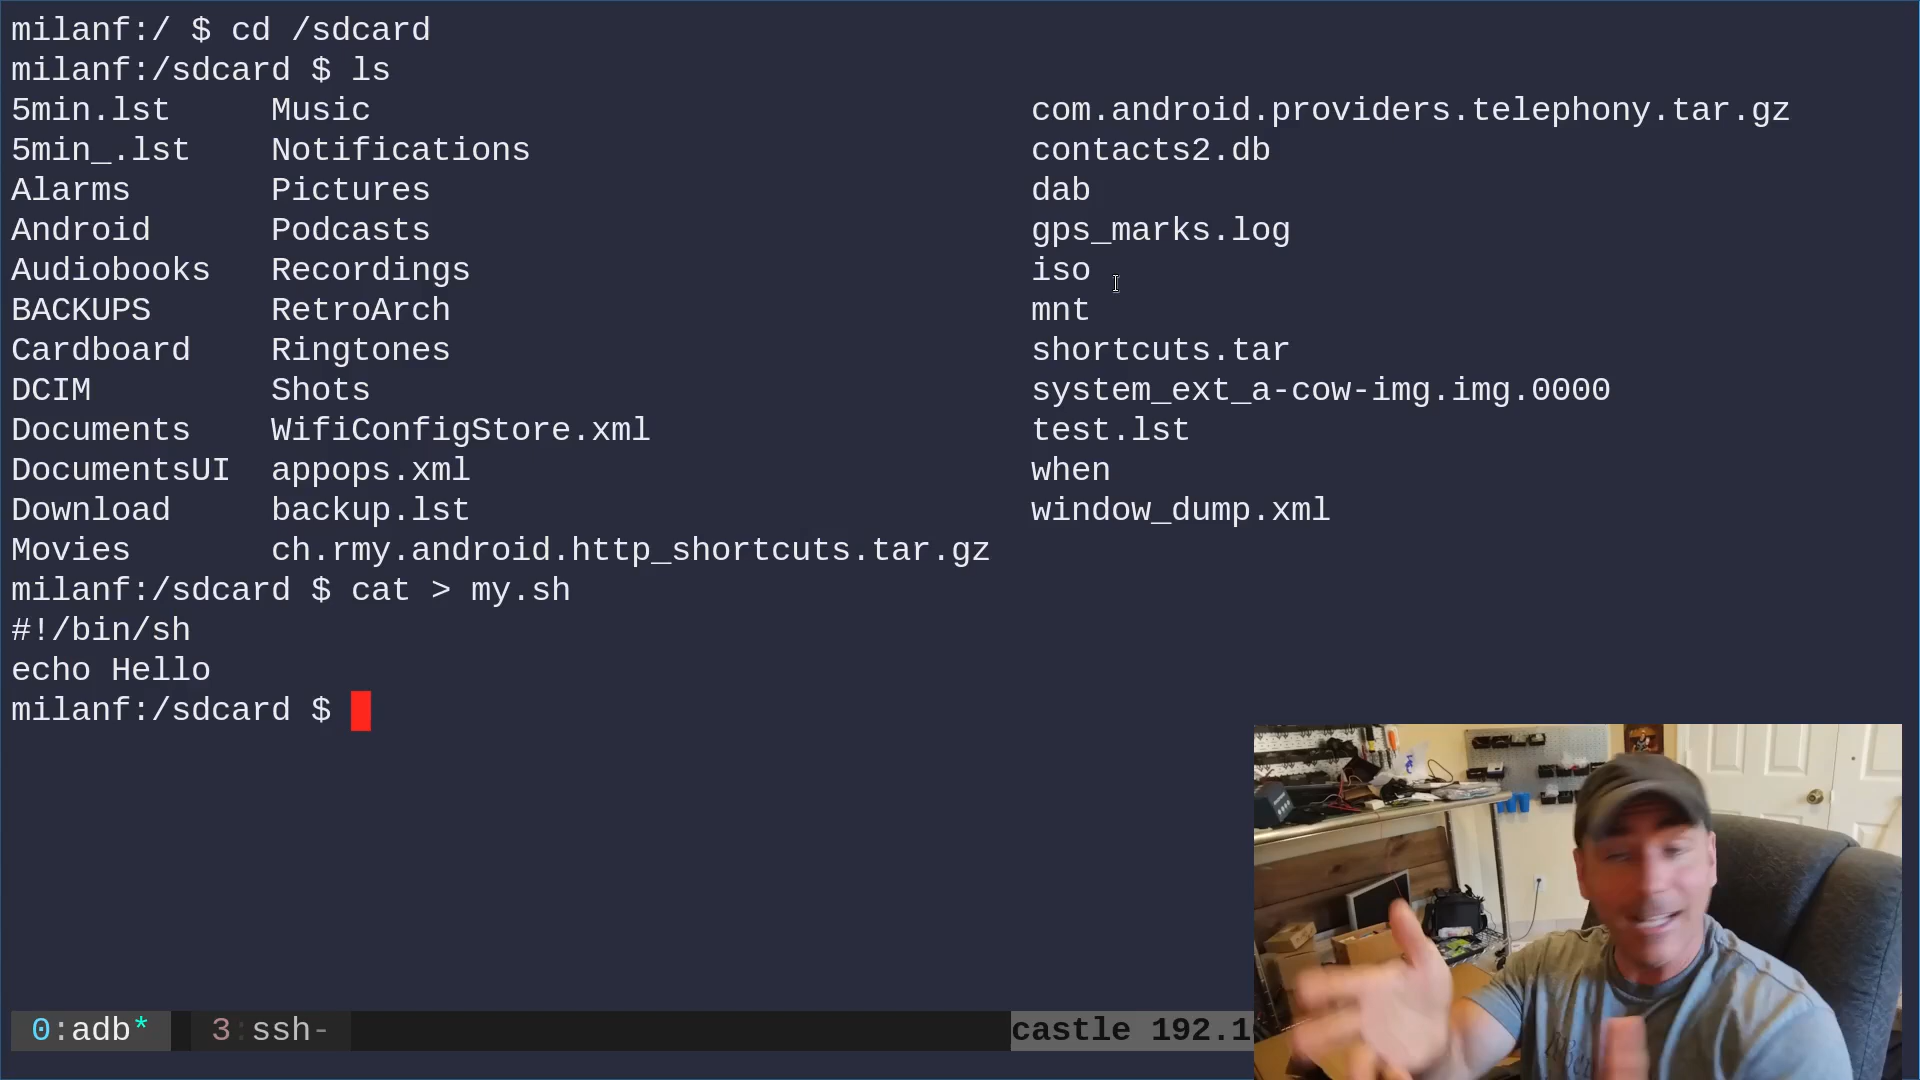 milanf:/ $ cd /sdcard
milanf:/sdcard $ ls
5min.lst Music com.android.providers.telephony.tar.gz
5min_.lst Notifications contacts2.db
Alarms Pictures dab
Android Podcasts gps_marks.log
Audiobooks Recordings iso
BACKUPS RetroArch mnt
Cardboard Ringtones shortcuts.tar
DCIM Shots system_ext_a-cow-img.img.0000
Documents WifiConfigStore.xml test.lst
DocumentsUI appops.xml when
Download backup.lst window_dump.xml
Movies ch.rmy.android.http_shortcuts.tar.gz
milanf:/sdcard $ cat > my.sh
#!/bin/sh
echo Hello
milanf:/sdcard $
0:adb* 3:ssh- castle 192.1